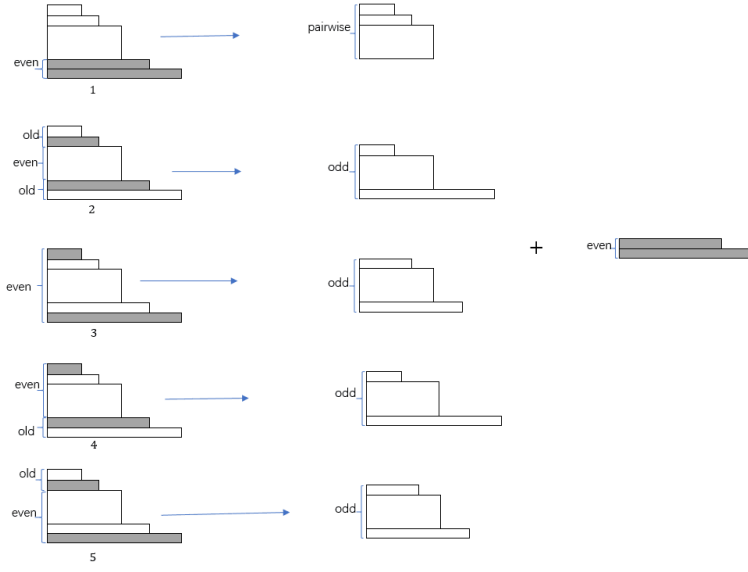 pairwise
even
1
old
even
old
2
odd
+
even
even
3
odd
even
old
4
odd
old
even
5
odd